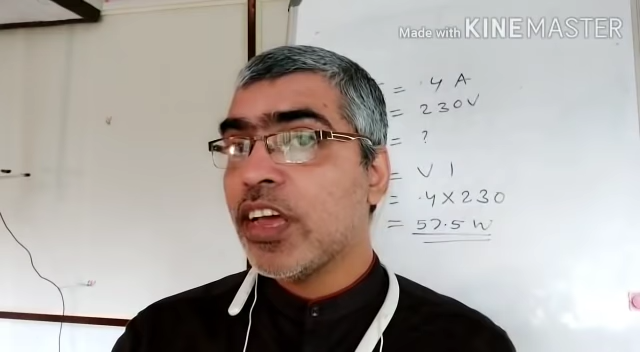 Made with KINEMASTER
= .4 A
= 230V
= ?
= V I
= .4 X 230
= 57.5 W